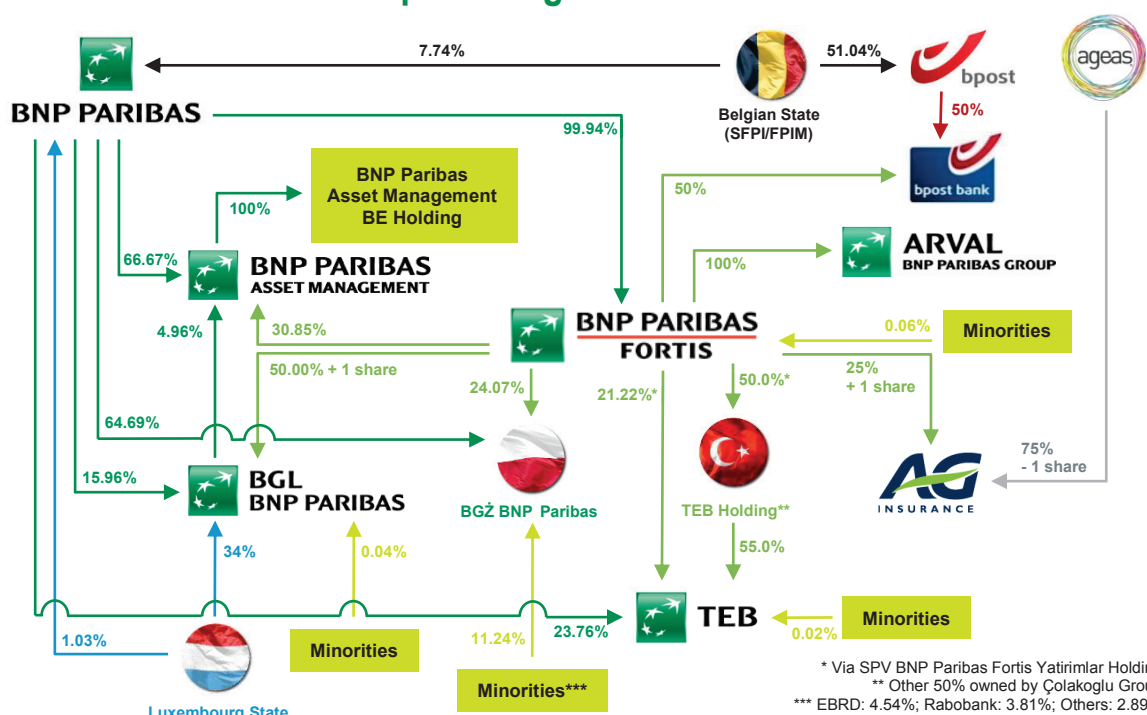 7.74%
51.04%
bpost
ageas
BNP PARIBAS
Belgian State
(SFPI/FPIM)
50%
99.94%
BNP Paribas
Asset Management
BE Holding
100%
50%
bpost bank
66.67%
BNP PARIBAS
ASSET MANAGEMENT
100%
ARVAL
BNP PARIBAS GROUP
4.96%
30.85%
BNP PARIBAS
FORTIS
0.06%
Minorities
50.00% + 1 share
24.07%
21.22%*
50.0%*
25%
+ 1 share
64.69%
15.96%
BGL
BNP PARIBAS
BGŻ BNP Paribas
TEB Holding**
AG
INSURANCE
75%
- 1 share
34%
0.04%
55.0%
1.03%
Minorities
11.24%
23.76%
TEB
0.02%
Minorities
Minorities***
Luxembourg State
* Via SPV BNP Paribas Fortis Yatirimlar Holdin
** Other 50% owned by Çolakoglu Grou
*** EBRD: 4.54%; Rabobank: 3.81%; Others: 2.89